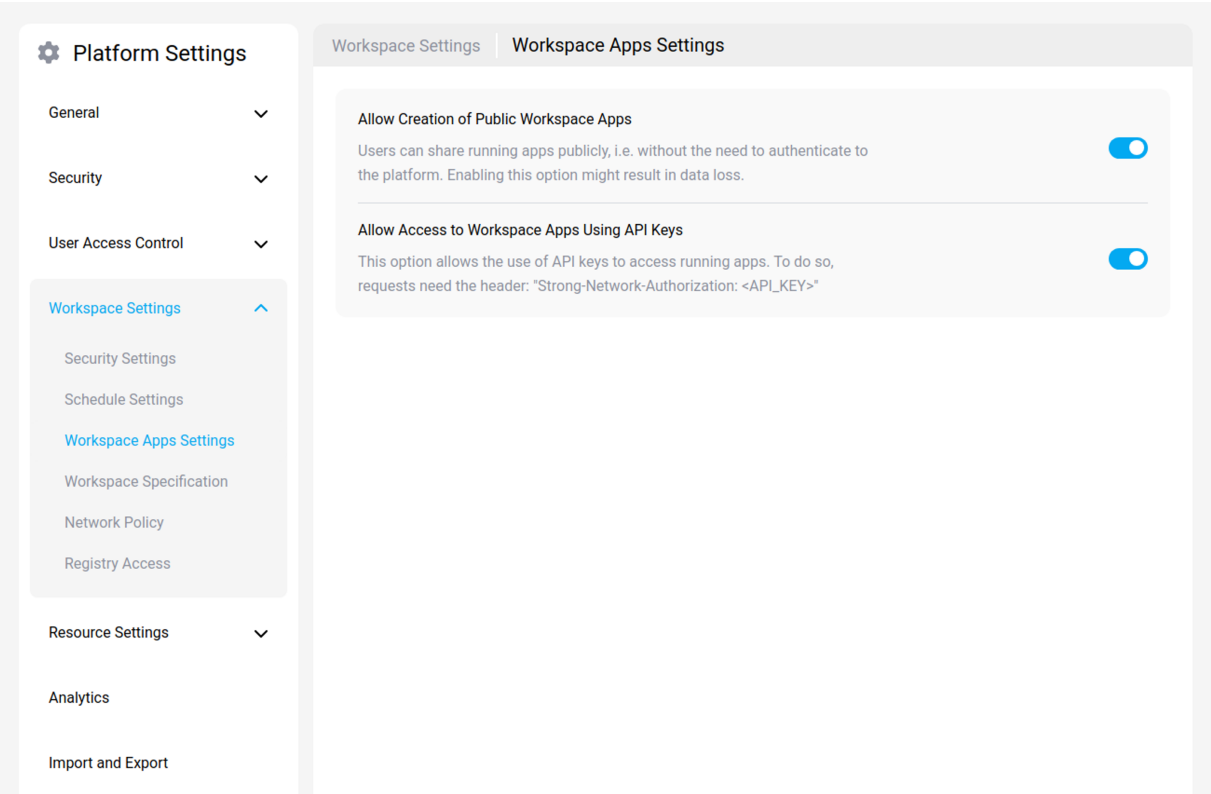 Platform Settings
General
Security
User Access Control
Workspace Settings
Security Settings
Schedule Settings
Workspace Apps Settings
Workspace Specification
Network Policy
Registry Access
Resource Settings
Analytics
Import and Export
Workspace Settings Workspace Apps Settings
Allow Creation of Public Workspace Apps
Users can share running apps publicly, i.e. without the need to authenticate to
the platform. Enabling this option might result in data loss.
Allow Access to Workspace Apps Using API Keys
This option allows the use of API keys to access running apps. To do so,
requests need the header: "Strong-Network-Authorization: <API_KEY>"